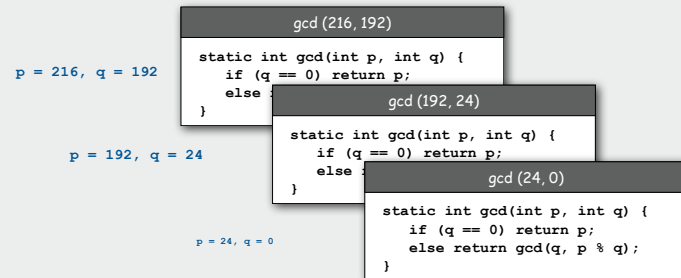 gcd (216, 192)
p = 216, q = 192
static int gcd(int p, int q) {
if (q == 0) return p;
else
}
gcd (192, 24)
p = 192, q = 24
static int gcd(int p, int q) {
if (q == 0) return p;
else
}
gcd (24, 0)
p = 24, q = 0
static int gcd(int p, int q) {
if (q == 0) return p;
else return gcd(q, p % q);
}